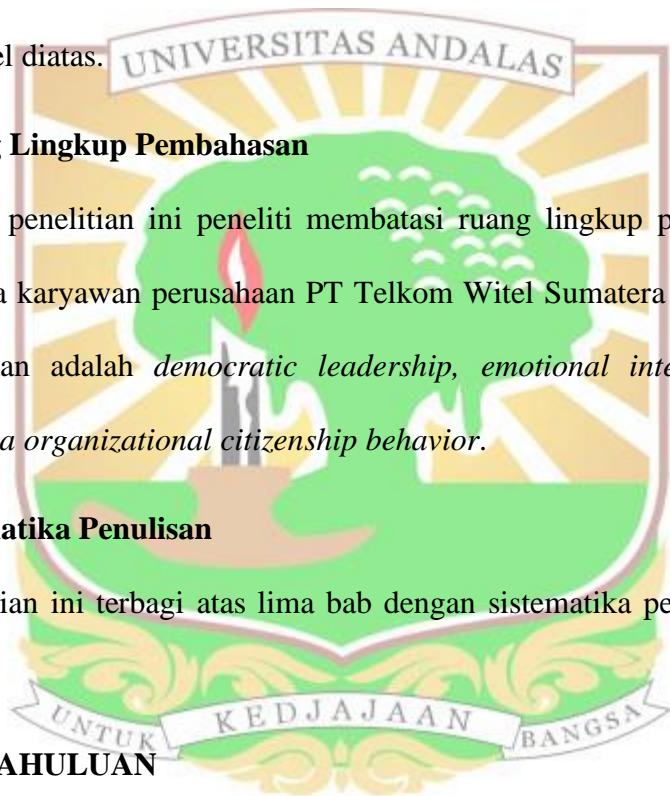 el diatas.
UNIVERSITAS ANDALAS
g Lingkup Pembahasan
penelitian ini peneliti membatasi ruang lingkup p
a karyawan perusahaan PT Telkom Witel Sumatera
an adalah democratic leadership, emotional inte
a organizational citizenship behavior.
atika Penulisan
ian ini terbagi atas lima bab dengan sistematika pe
UNTUK KEDJAJAAN BANGSA
AHULUAN